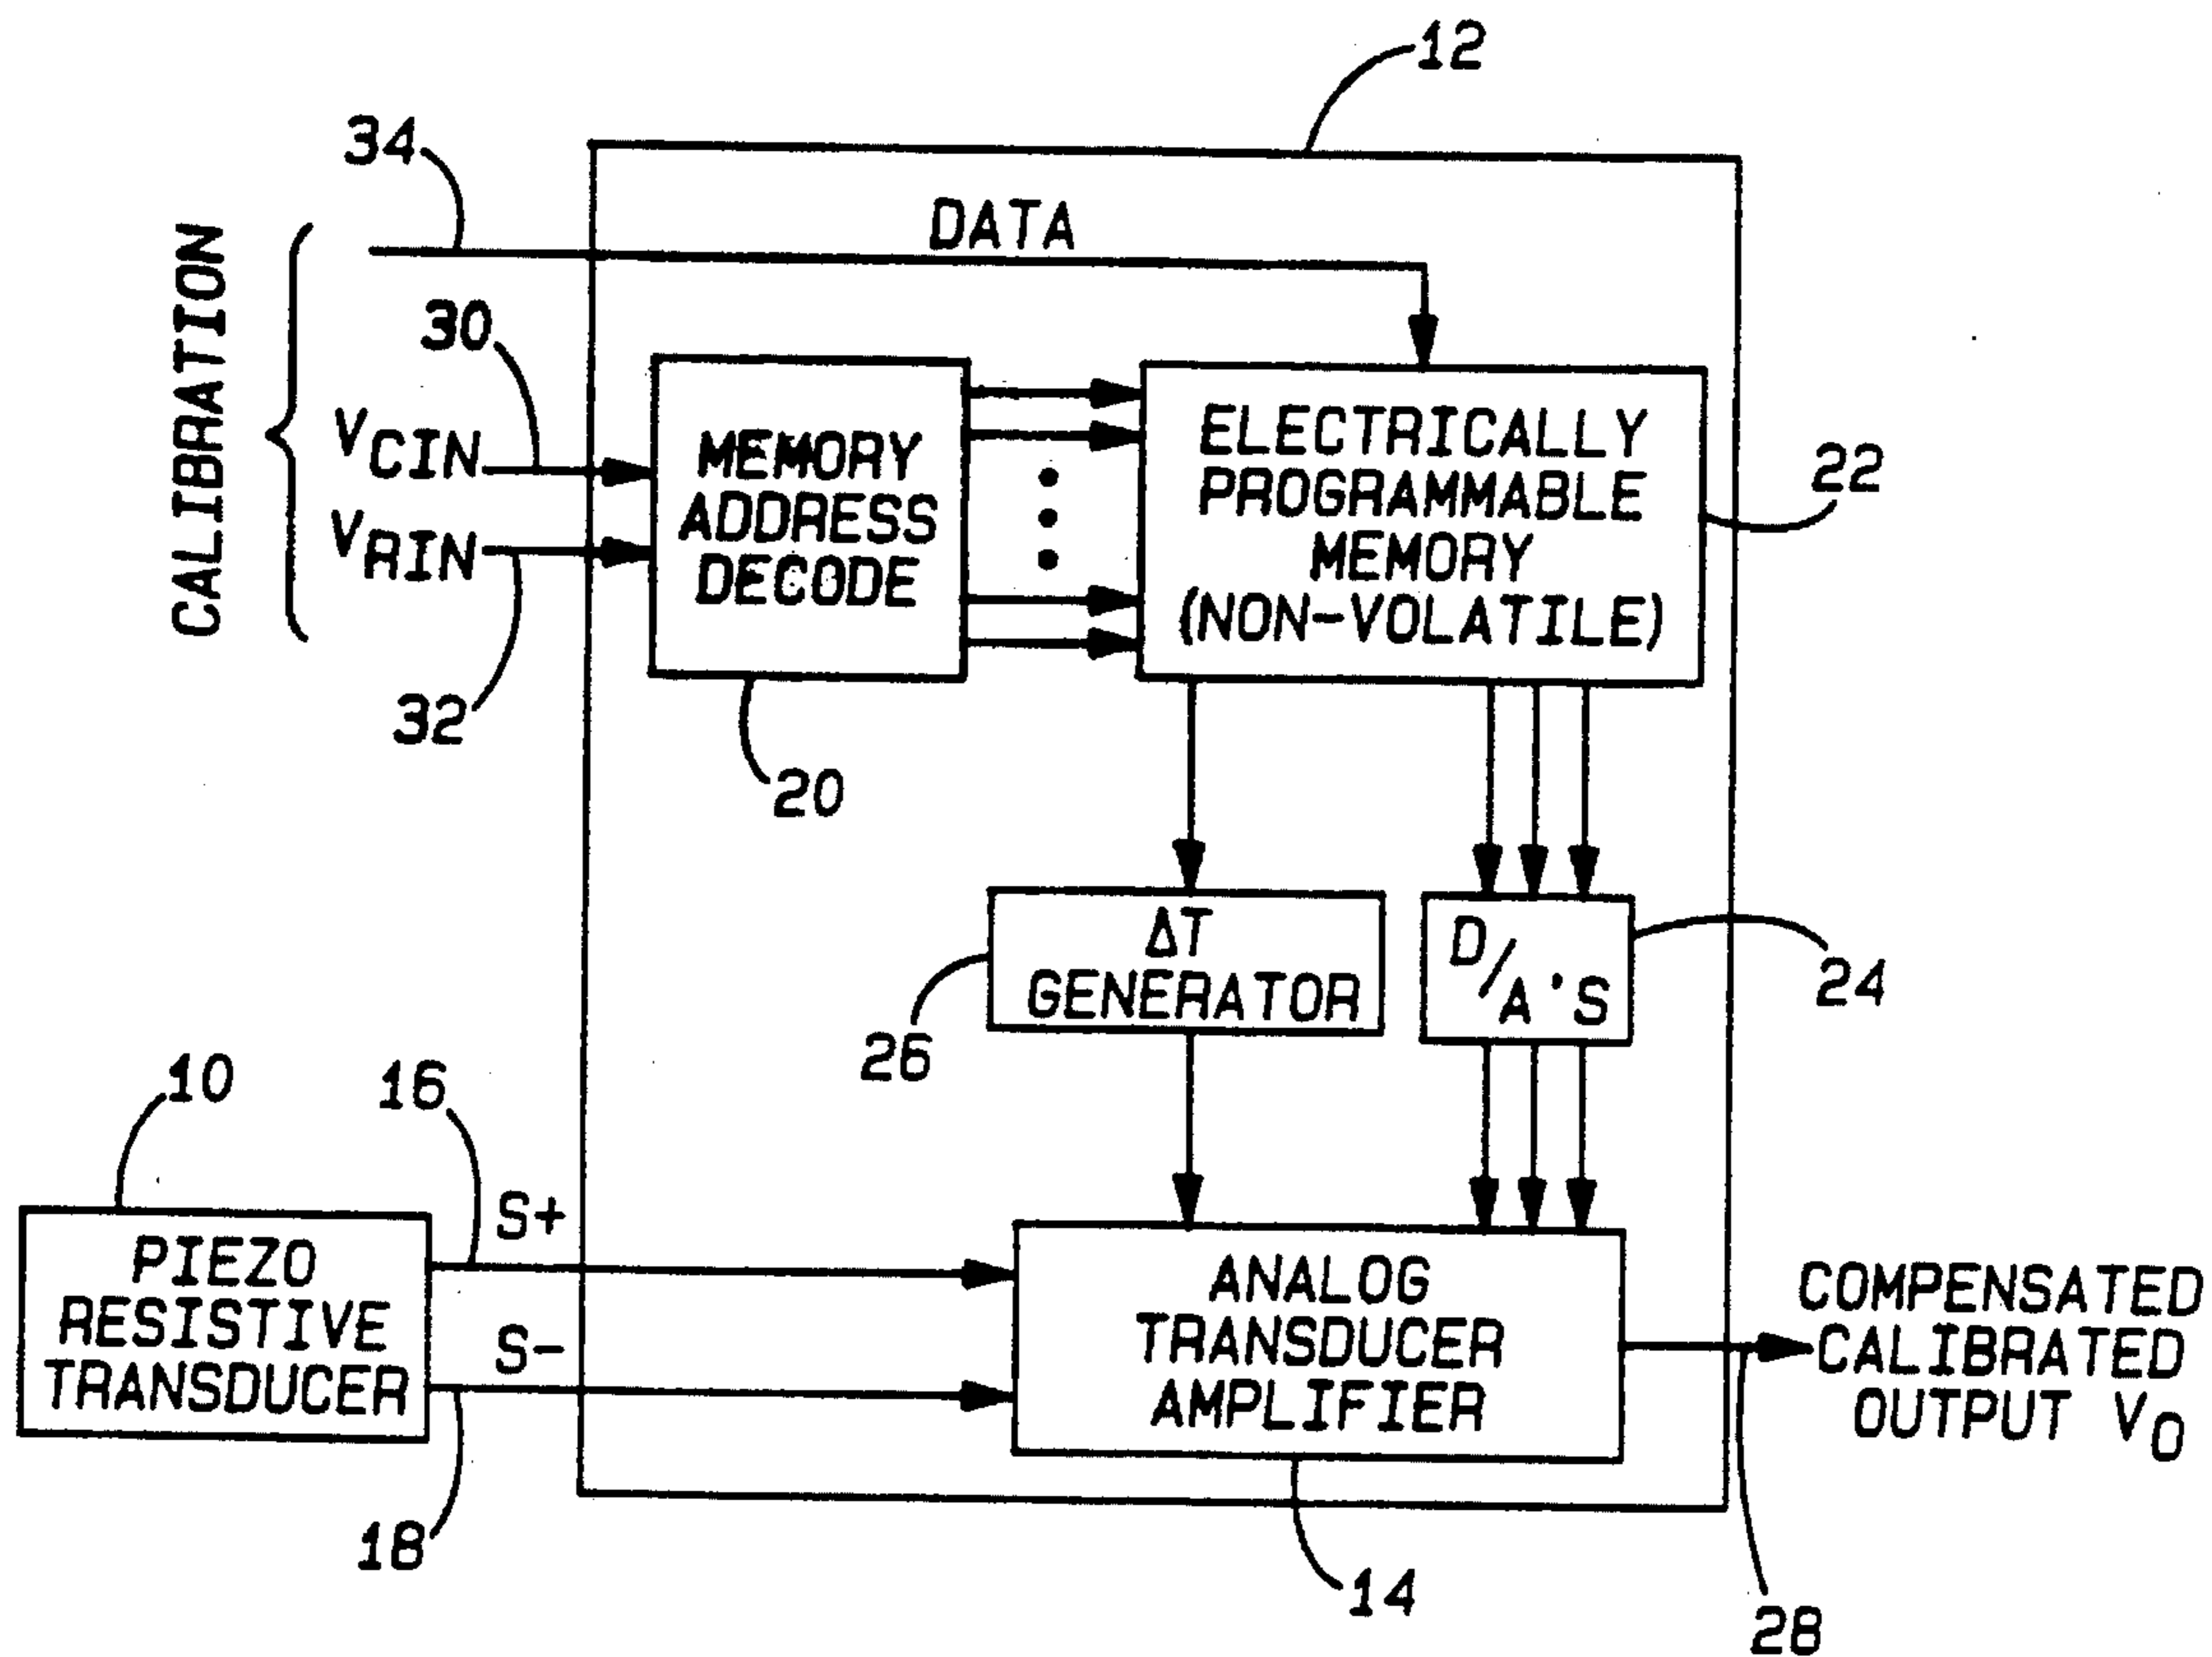 12
34
DATA
CALIBRATION
30
VCIN
VRIN
32
MEMORY
ADDRESS
DECODE
20
ELECTRICALLY
PROGRAMMABLE
MEMORY
(NON-VOLATILE)
22
ΔT
GENERATOR
26
D/A'S
24
10
16
S+
PIEZO
RESISTIVE
TRANSDUCER
S-
18
ANALOG
TRANSDUCER
AMPLIFIER
14
COMPENSATED
CALIBRATED
OUTPUT VO
28